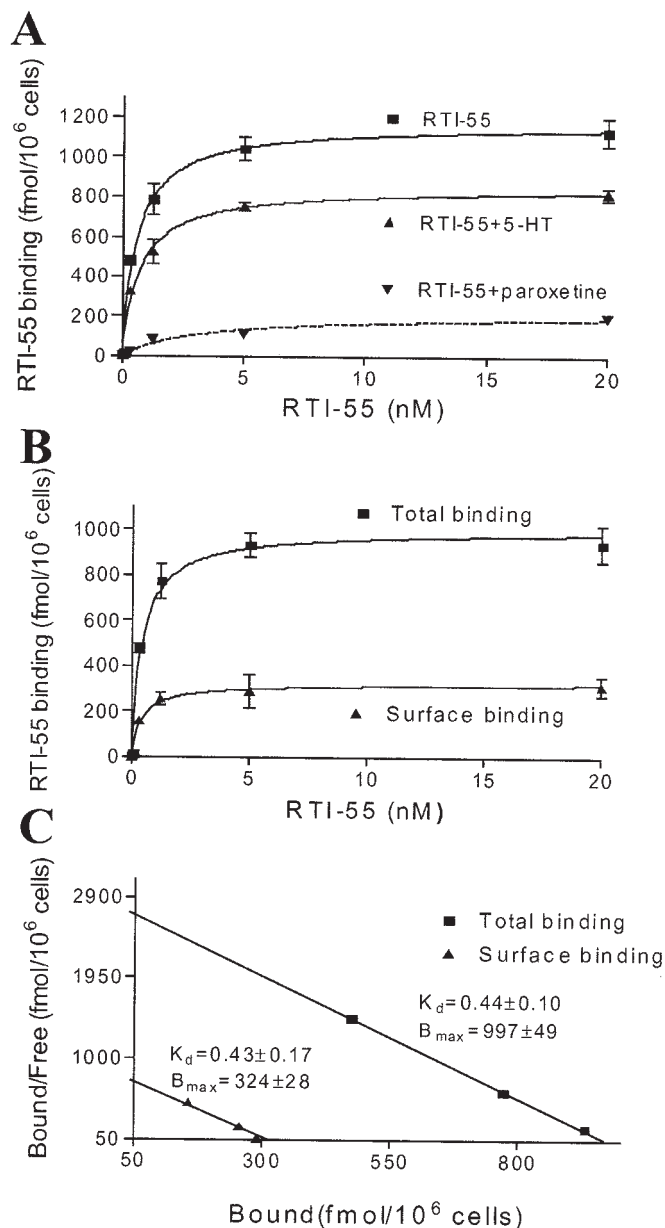 A
RTI-55 binding (fmol/10⁶ cells)
1200
1000
800
600
400
200
0
RTI-55
RTI-55+5-HT
RTI-55+paroxetine
0 5 10 15 20
RTI-55 (nM)
B
RTI-55 binding (fmol/10⁶ cells)
1000
800
600
400
200
0
Total binding
Surface binding
0 5 10 15 20
RTI-55 (nM)
C
Bound/Free (fmol/10⁶ cells)
2900
1950
1000
50
Total binding
Surface binding
Kd=0.44±0.10
Bmax=997±49
Kd=0.43±0.17
Bmax=324±28
50 300 550 800
Bound(fmol/10⁶ cells)